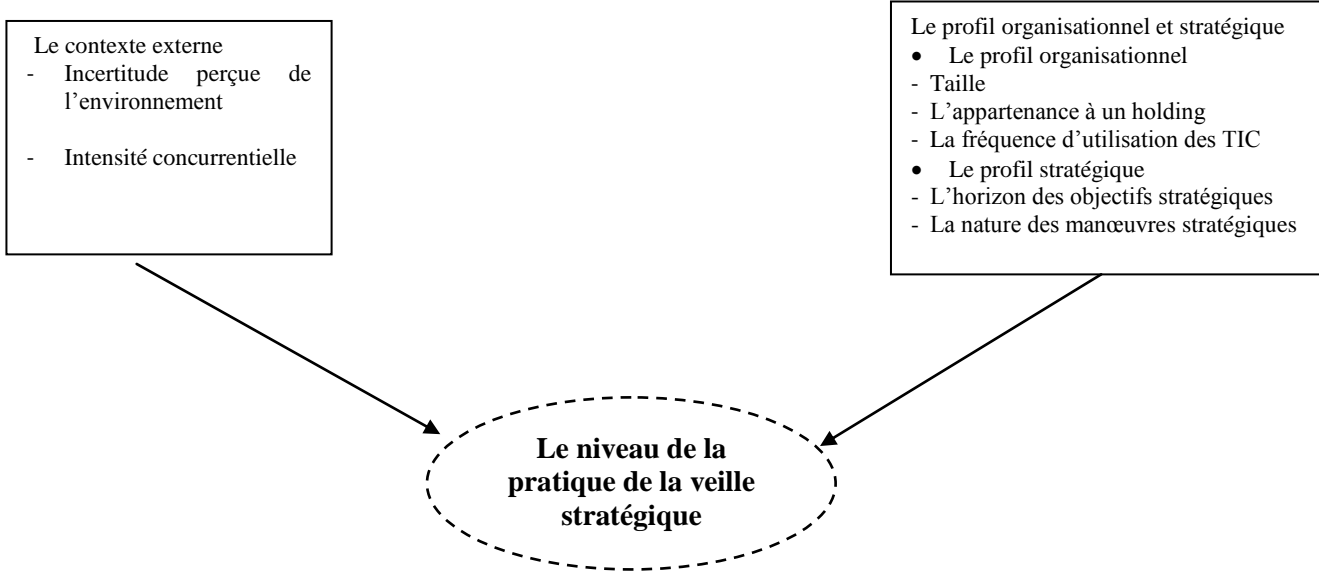 Le contexte externe
- Incertitude perçue de
l’environnement
- Intensité concurrentielle
Le profil organisationnel et stratégique
• Le profil organisationnel
- Taille
- L’appartenance à un holding
- La fréquence d’utilisation des TIC
• Le profil stratégique
- L’horizon des objectifs stratégiques
- La nature des manœuvres stratégiques
Le niveau de la
pratique de la veille
stratégique